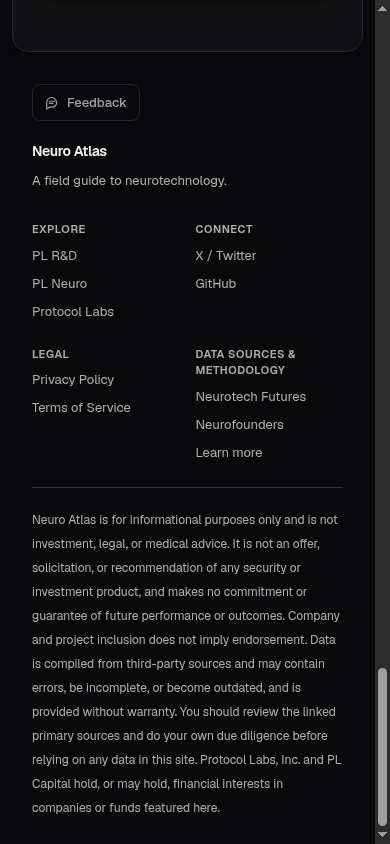 Feedback
Neuro Atlas
A field guide to neurotechnology.
EXPLORE
PL R&D
PL Neuro
Protocol Labs
CONNECT
X / Twitter
GitHub
LEGAL
Privacy Policy
Terms of Service
DATA SOURCES &
METHODOLOGY
Neurotech Futures
Neurofounders
Learn more
Neuro Atlas is for informational purposes only and is not
investment, legal, or medical advice. It is not an offer,
solicitation, or recommendation of any security or
investment product, and makes no commitment or
guarantee of future performance or outcomes. Company
and project inclusion does not imply endorsement. Data
is compiled from third-party sources and may contain
errors, be incomplete, or become outdated, and is
provided without warranty. You should review the linked
primary sources and do your own due diligence before
relying on any data in this site. Protocol Labs, Inc. and PL
Capital hold, or may hold, financial interests in
companies or funds featured here.